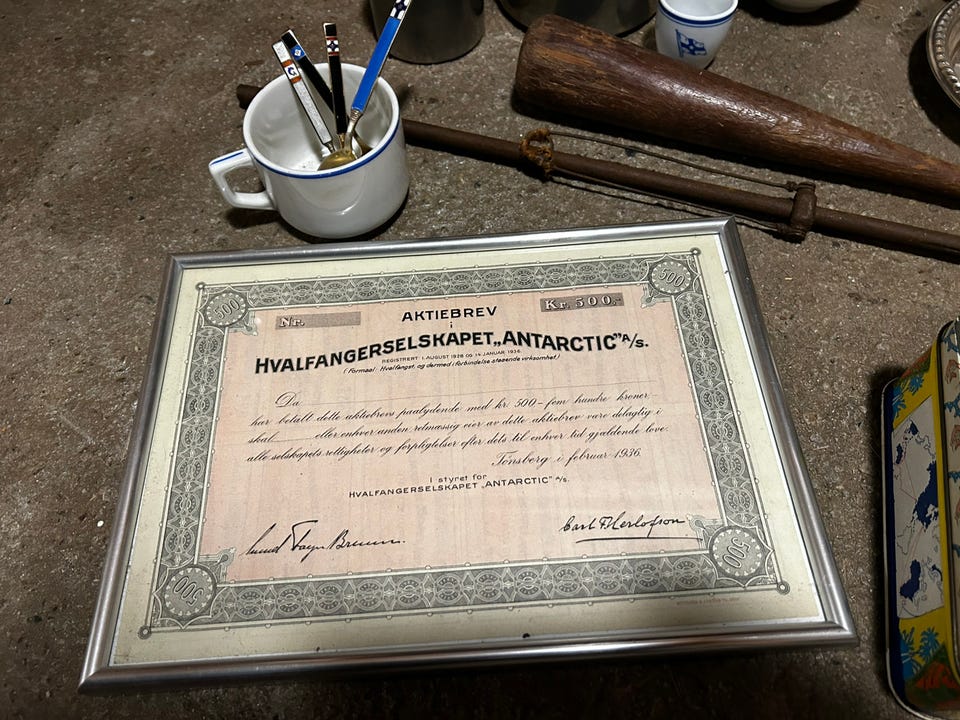 500
500
Nr.
Kr. 500,-
AKTIEBREV
i
HVALFANGERSELSKAPET „ANTARCTIC” A/S.
REGISTRERT 1. AUGUST 1928 OG 14 JANUAR 1936.
(Formaal: Hvalfangst, og dermed i forbindelse staaende virksomhet)
Da
har betalt dette aktiebrevs paalydende med kr. 500- fem hundre kroner,
skal eller enhver anden retmæssig eier av dette aktiebrev være delagtig i
alle selskapets rettigheter og forpligtelser efter dets til enhver tid gjældende love.
Tønsberg i februar 1936.
I styret for
HVALFANGERSELSKAPET „ANTARCTIC” A/S.
Carl F. Herlofson
500
500